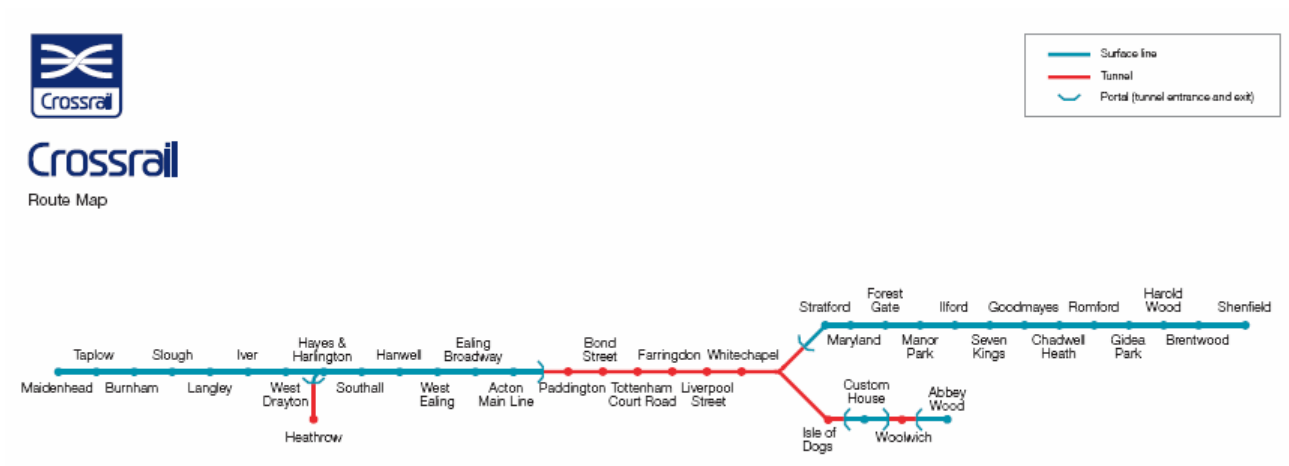 Crossrail
Crossrail
Route Map
Surface line
Tunnel
Portal (tunnel entrance and exit)
Maidenhead
Taplow
Burnham
Slough
Langley
Iver
West
Drayton
Hayes &
Harlington
Heathrow
Southall
Hanwell
West
Ealing
Ealing
Broadway
Acton
Main Line
Paddington
Bond
Street
Tottenham
Court Road
Farringdon
Liverpool
Street
Whitechapel
Stratford
Maryland
Forest
Gate
Manor
Park
Ilford
Seven
Kings
Goodmayes
Chadwell
Heath
Romford
Gidea
Park
Harold
Wood
Brentwood
Shenfield
Isle of
Dogs
Custom
House
Woolwich
Abbey
Wood